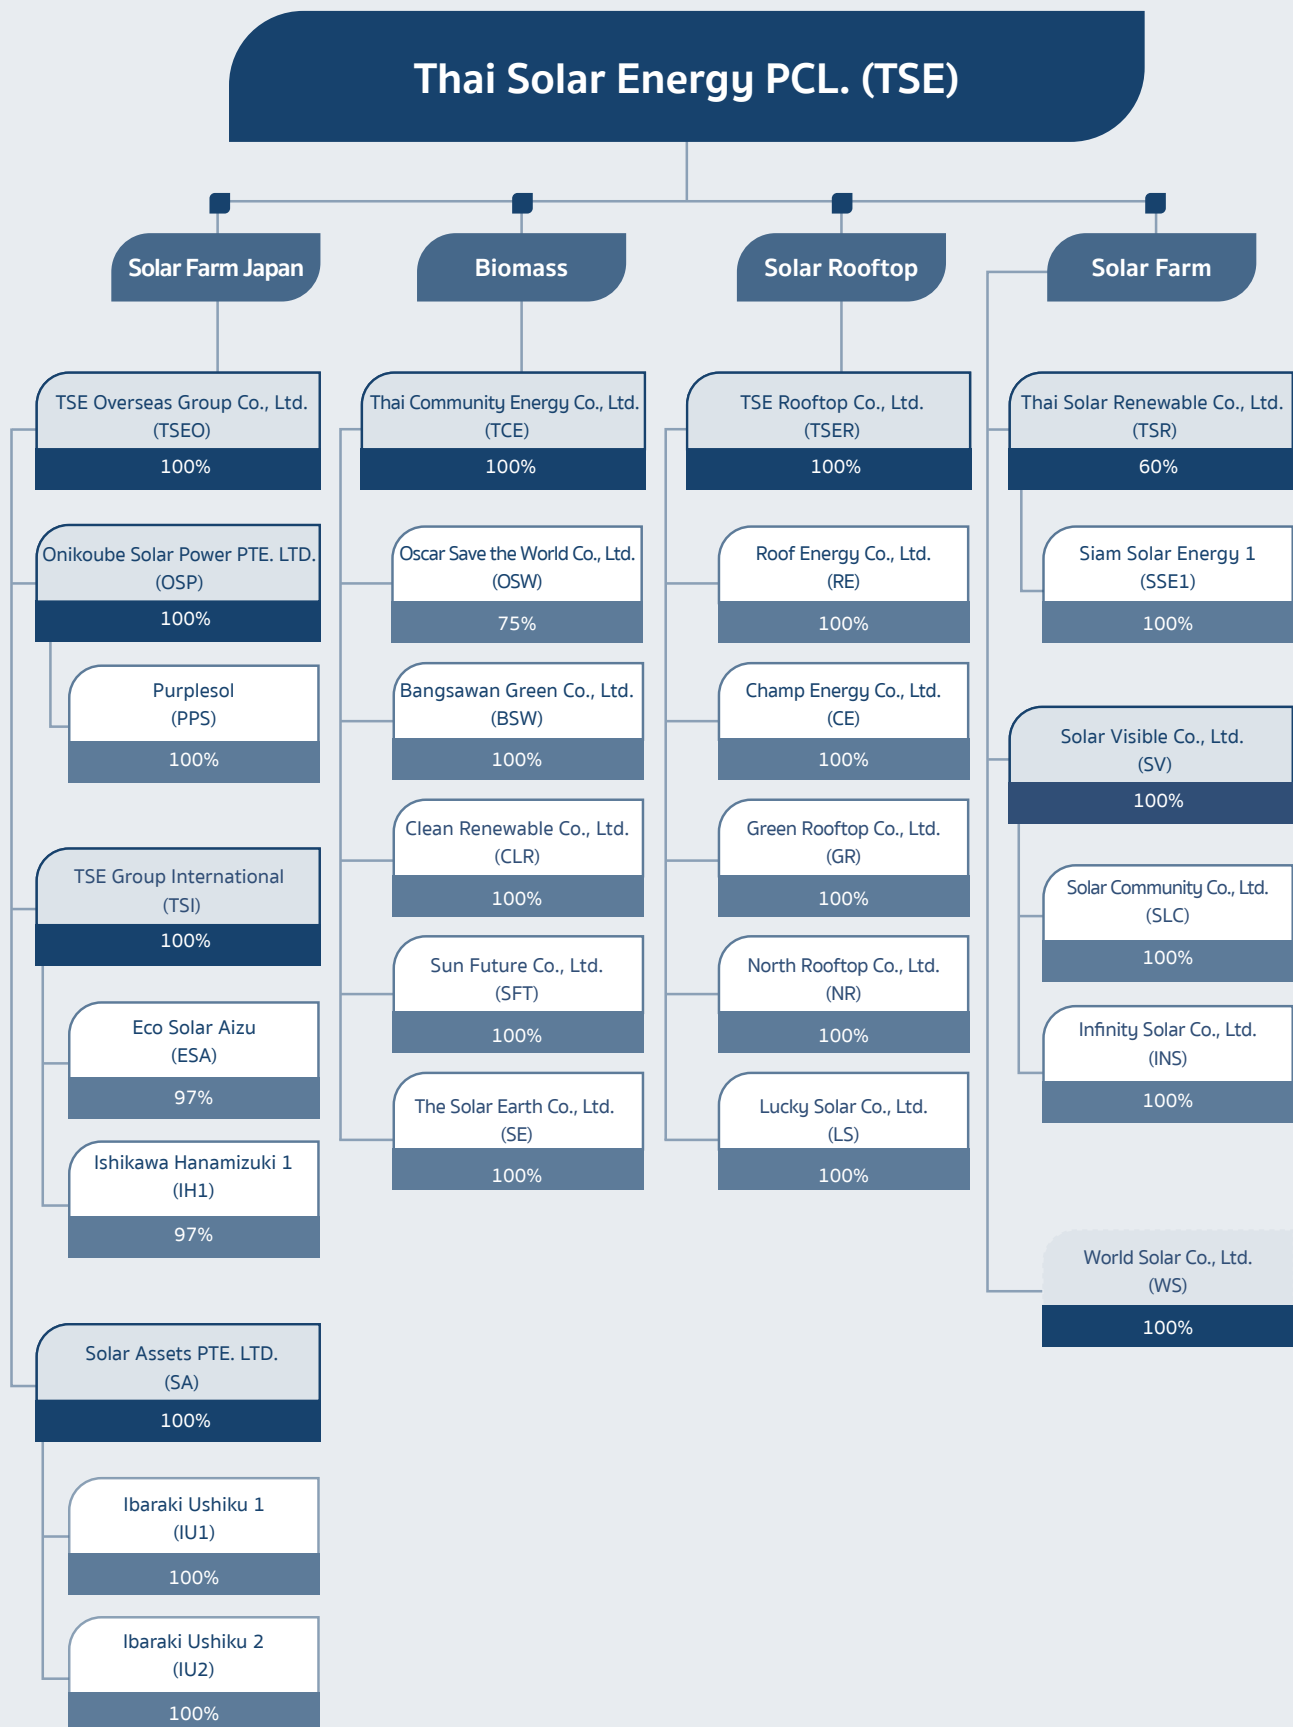 Thai Solar Energy PCL. (TSE)
Solar Farm Japan
TSE Overseas Group Co., Ltd.
(TSEO)
100%
Onikoube Solar Power PTE. LTD.
(OSP)
100%
Purplesol
(PPS)
100%
TSE Group International
(TSI)
100%
Eco Solar Aizu
(ESA)
97%
Ishikawa Hanamizuki 1
(IH1)
97%
Solar Assets PTE. LTD.
(SA)
100%
Ibaraki Ushiku 1
(IU1)
100%
Ibaraki Ushiku 2
(IU2)
100%
Biomass
Thai Community Energy Co., Ltd.
(TCE)
100%
Oscar Save the World Co., Ltd.
(OSW)
75%
Bangsawan Green Co., Ltd.
(BSW)
100%
Clean Renewable Co., Ltd.
(CLR)
100%
Sun Future Co., Ltd.
(SFT)
100%
The Solar Earth Co., Ltd.
(SE)
100%
Solar Rooftop
TSE Rooftop Co., Ltd.
(TSER)
100%
Roof Energy Co., Ltd.
(RE)
100%
Champ Energy Co., Ltd.
(CE)
100%
Green Rooftop Co., Ltd.
(GR)
100%
North Rooftop Co., Ltd.
(NR)
100%
Lucky Solar Co., Ltd.
(LS)
100%
Solar Farm
Thai Solar Renewable Co., Ltd.
(TSR)
60%
Siam Solar Energy 1
(SSE1)
100%
Solar Visible Co., Ltd.
(SV)
100%
Solar Community Co., Ltd.
(SLC)
100%
Infinity Solar Co., Ltd.
(INS)
100%
World Solar Co., Ltd.
(WS)
100%